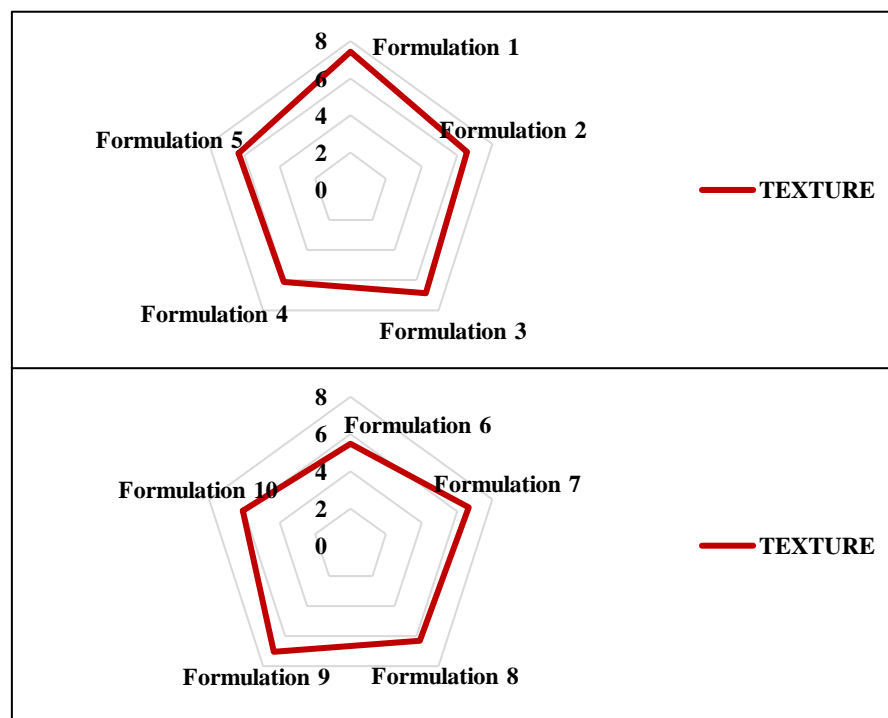 8
Formulation 1
6
4
Formulation 2
Formulation 5
2
0
TEXTURE
Formulation 4
Formulation 3
8
Formulation 6
6
4
Formulation 7
Formulation 10
2
0
TEXTURE
Formulation 9
Formulation 8